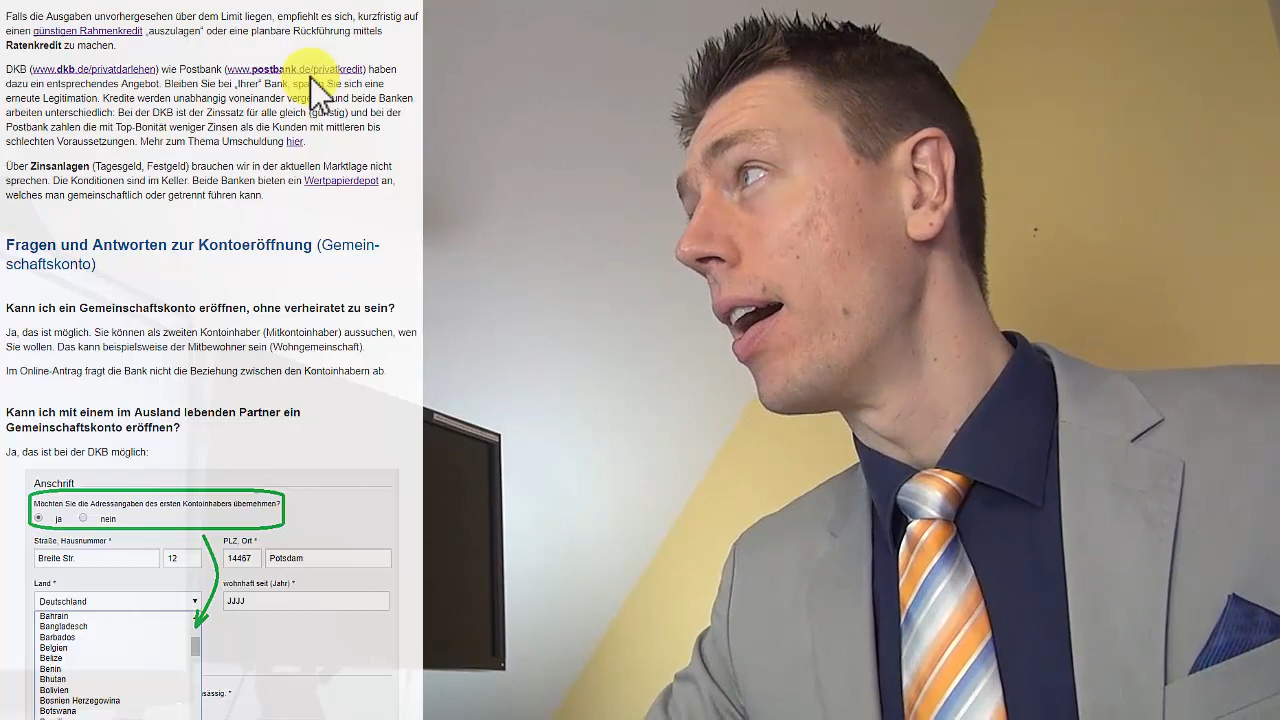 Falls die Ausgaben unvorhergesehen über dem Limit liegen, empfiehlt es sich, kurzfristig auf
einen günstigen Rahmenkredit „auszulagen“ oder eine planbare Rückführung mittels
Ratenkredit zu machen.
DKB (www.dkb.de/privatdarlehen) wie Postbank (www.postbank.de/privatkredit) haben
dazu ein entsprechendes Angebot. Bleiben Sie bei „Ihrer“ Bank, Sie sich eine
erneute Legitimation. Kredite werden unabhängig voneinander und beide Banken
arbeiten unterschiedlich: Bei der DKB ist der Zinssatz für alle gleich (günstig) und bei der
Postbank zahlen die mit Top-Bonität weniger Zinsen als die Kunden mit mittleren bis
schlechten Voraussetzungen. Mehr zum Thema Umschuldung hier.
Über Zinsanlagen (Tagesgeld, Festgeld) brauchen wir in der aktuellen Marktlage nicht
sprechen. Die Konditionen sind im Keller. Beide Banken bieten ein Wertpapierdepot an,
welches man gemeinschaftlich oder getrennt führen kann.
Fragen und Antworten zur Kontoeröffnung (Gemein-
schaftskonto)
Kann ich ein Gemeinschaftskonto eröffnen, ohne verheiratet zu sein?
Ja, das ist möglich. Sie können als zweiten Kontoinhaber (Mitkontoinhaber) aussuchen, wen
Sie wollen. Das kann beispielsweise der Mitbewohner sein (Wohngemeinschaft).
Im Online-Antrag fragt die Bank nicht die Beziehung zwischen den Kontoinhabern ab.
Kann ich mit einem im Ausland lebenden Partner ein
Gemeinschaftskonto eröffnen?
Ja, das ist bei der DKB möglich:
Anschrift
Möchten Sie die Adressangaben des ersten Kontoinhabers übernehmen?
ja nein
Straße, Hausnummer * PLZ, Ort *
Breite Str. 12 14467 Potsdam
Land * wohnhaft seit (Jahr) *
Deutschland JJJJ
Bahrain
Bangladesch
Barbados
Belgien
Belize
Benin
Bhutan
Bolivien
Bosnien Herzegowina
Botswana